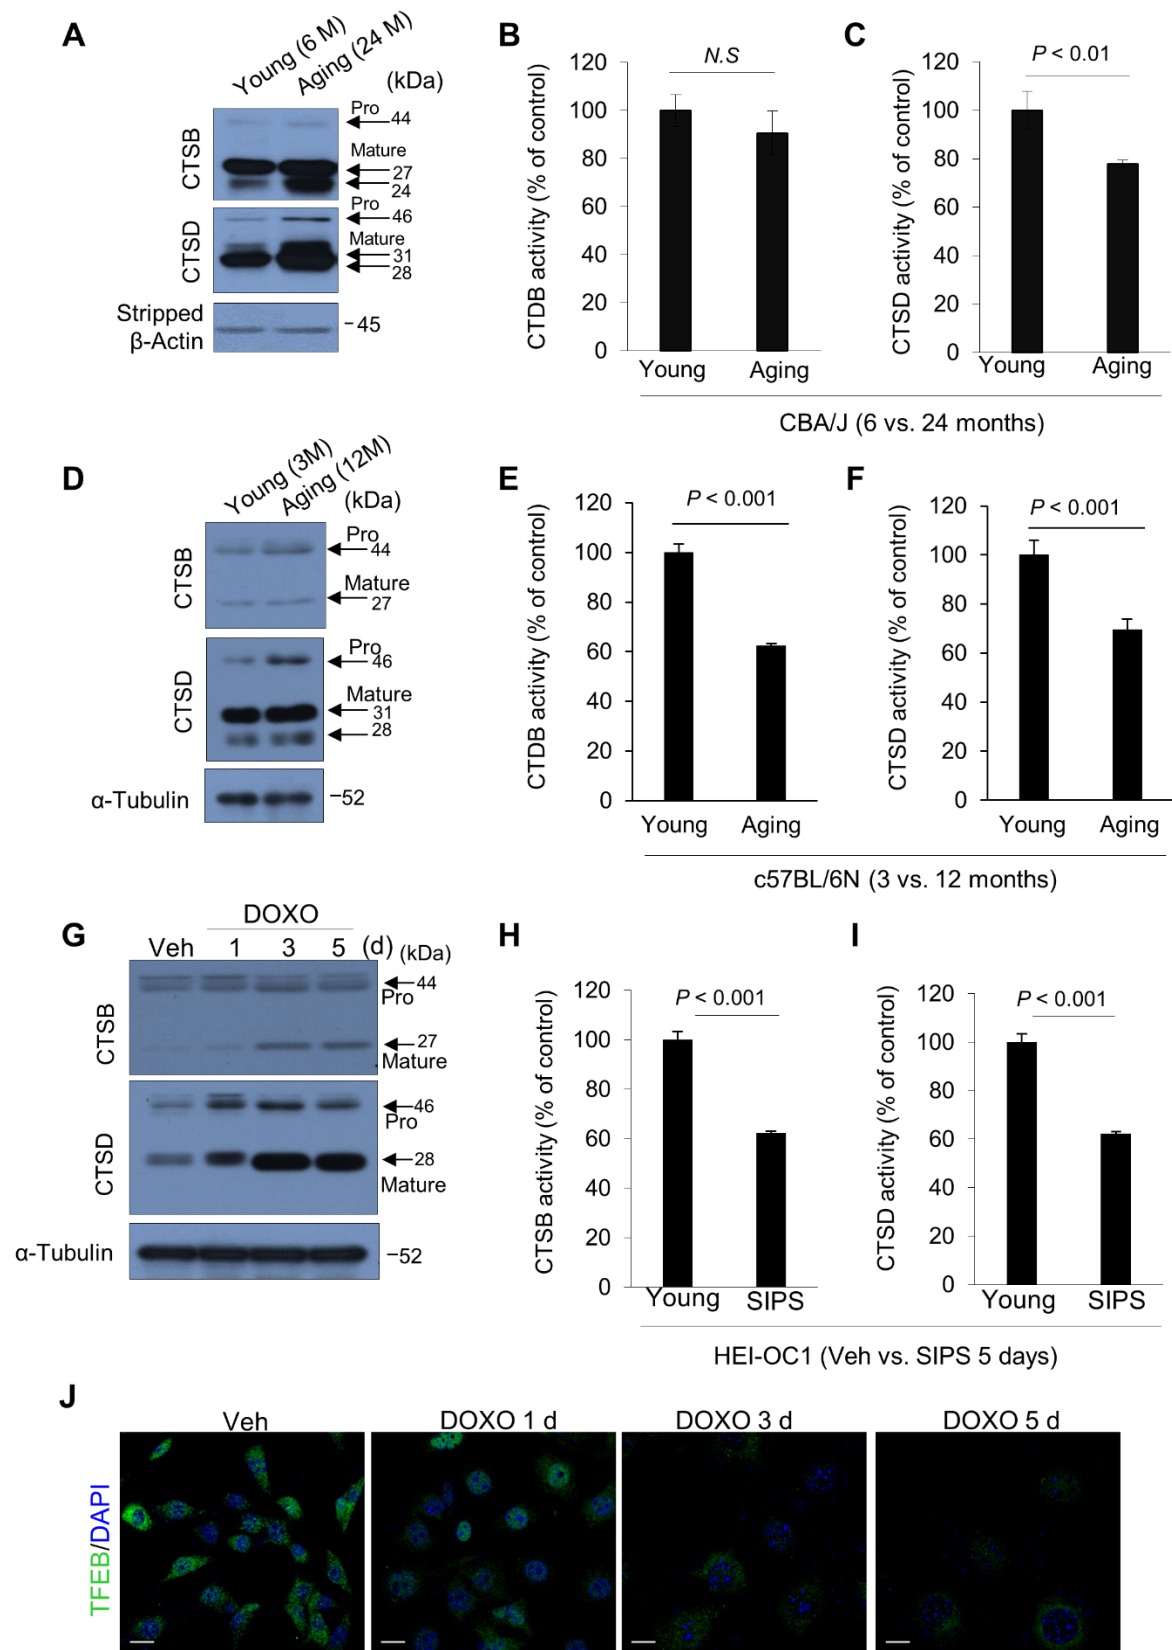 A
Young (6 M)
Aging (24 M)
(kDa)
CTSB
Pro
44
Mature
27
24
CTSD
Pro
46
Mature
31
28
Stripped
β-Actin
-45
B
CTDB activity (% of control)
120
100
80
60
40
20
0
N.S
Young Aging
C
CTSD activity (% of control)
120
100
80
60
40
20
0
P < 0.01
Young Aging
CBA/J (6 vs. 24 months)
D
Young (3M)
Aging (12M)
(kDa)
CTSB
Pro
44
Mature
27
CTSD
Pro
46
Mature
31
28
α-Tubulin
-52
E
CTDB activity (% of control)
120
100
80
60
40
20
0
P < 0.001
Young Aging
F
CTSD activity (% of control)
120
100
80
60
40
20
0
P < 0.001
Young Aging
c57BL/6N (3 vs. 12 months)
G
DOXO
Veh 1 3 5 (d) (kDa)
CTSB
44
Pro
27
Mature
CTSD
46
Pro
28
Mature
α-Tubulin
-52
H
CTSB activity (% of control)
120
100
80
60
40
20
0
P < 0.001
Young SIPS
I
CTSD activity (% of control)
120
100
80
60
40
20
0
P < 0.001
Young SIPS
HEI-OC1 (Veh vs. SIPS 5 days)
J
Veh DOXO 1 d DOXO 3 d DOXO 5 d
TFEB/DAPI